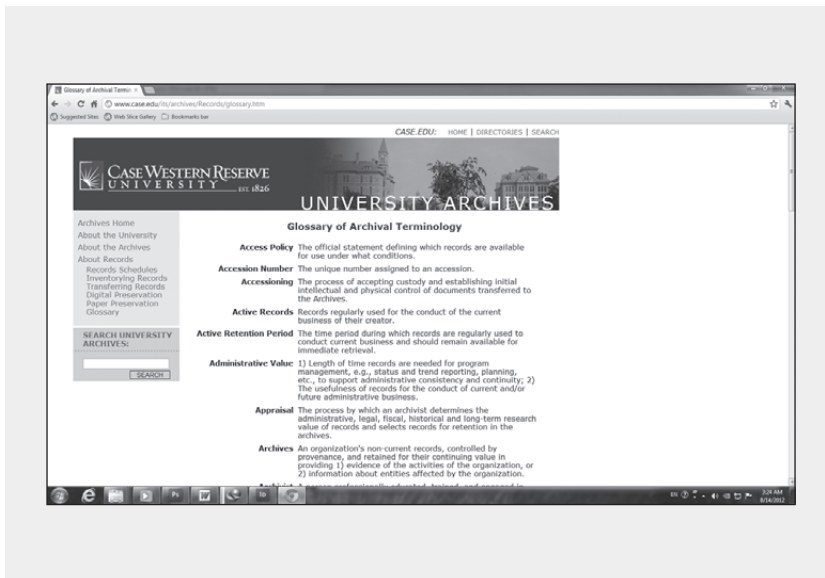 Glossary of Archival Termin
www.case.edu/its/archives/Records/glossary.htm
Suggested Sites Web Slice Gallery Bookmarks bar
CASE.EDU: HOME | DIRECTORIES | SEARCH
CASE WESTERN RESERVE
UNIVERSITY EST. 1826
UNIVERSITY ARCHIVES
Archives Home
About the University
About the Archives
About Records
Records Schedules
Inventorying Records
Transferring Records
Digital Preservation
Paper Preservation
Glossary
SEARCH UNIVERSITY
ARCHIVES:
SEARCH
Glossary of Archival Terminology
Access Policy The official statement defining which records are available
for use under what conditions.
Accession Number The unique number assigned to an accession.
Accessioning The process of accepting custody and establishing initial
intellectual and physical control of documents transferred to
the Archives.
Active Records Records regularly used for the conduct of the current
business of their creator.
Active Retention Period The time period during which records are regularly used to
conduct current business and should remain available for
immediate retrieval.
Administrative Value 1) Length of time records are needed for program
management, e.g., status and trend reporting, planning,
etc., to support administrative consistency and continuity; 2)
The usefulness of records for the conduct of current and/or
future administrative business.
Appraisal The process by which an archivist determines the
administrative, legal, fiscal, historical and long-term research
value of records and selects records for retention in the
archives.
Archives An organization's non-current records, controlled by
provenance, and retained for their continuing value in
providing 1) evidence of the activities of the organization, or
2) information about entities affected by the organization.
Archivist A person professionally educated, trained, and engaged in
Ps
EN
3:24 AM
8/14/2012